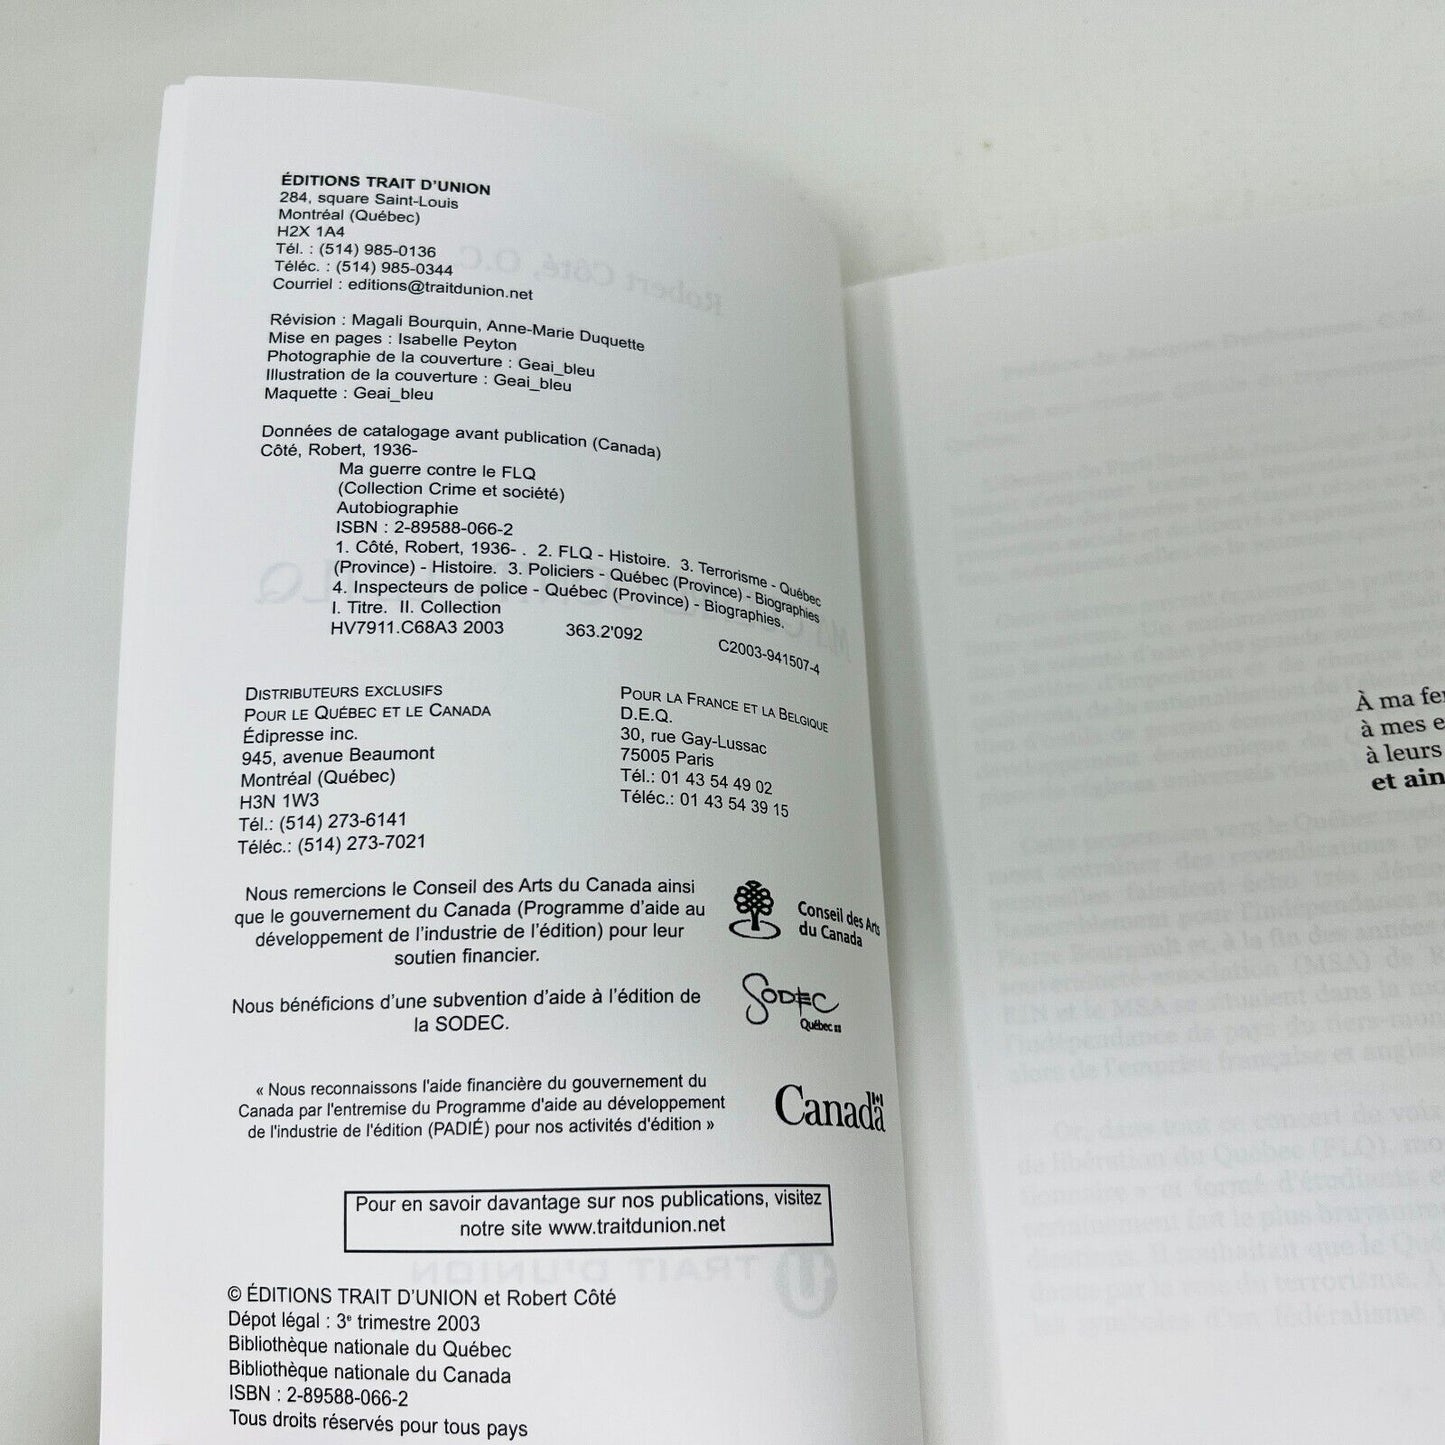 ÉDITIONS TRAIT D'UNION
284, square Saint-Louis
Montréal (Québec)
H2X 1A4
Tél. : (514) 985-0136
Téléc. : (514) 985-0344
Courriel : editions@traitdunion.net
Révision : Magali Bourquin, Anne-Marie Duquette
Mise en pages : Isabelle Peyton
Photographie de la couverture : Geai_bleu
Illustration de la couverture : Geai_bleu
Maquette : Geai_bleu
Données de catalogage avant publication (Canada)
Côté, Robert, 1936-
Ma guerre contre le FLQ
(Collection Crime et société)
Autobiographie
ISBN : 2-89588-066-2
1. Côté, Robert, 1936- .  2. FLQ - Histoire.  3. Terrorisme - Québec
(Province) - Histoire.  3. Policiers - Québec (Province) - Biographies
4. Inspecteurs de police - Québec (Province) - Biographies.
I. Titre.  II. Collection
HV7911.C68A3 2003 363.2'092 C2003-941507-4
DISTRIBUTEURS EXCLUSIFS
POUR LE QUÉBEC ET LE CANADA
Édipresse inc.
945, avenue Beaumont
Montréal (Québec)
H3N 1W3
Tél.: (514) 273-6141
Téléc.: (514) 273-7021
POUR LA FRANCE ET LA BELGIQUE
D.E.Q.
30, rue Gay-Lussac
75005 Paris
Tél.: 01 43 54 49 02
Téléc.: 01 43 54 39 15
Nous remercions le Conseil des Arts du Canada ainsi
que le gouvernement du Canada (Programme d'aide au
développement de l'industrie de l'édition) pour leur
soutien financier.
Conseil des Arts
du Canada
Nous bénéficions d'une subvention d'aide à l'édition de
la SODEC.
SODEC
Québec
« Nous reconnaissons l'aide financière du gouvernement du
Canada par l'entremise du Programme d'aide au développement
de l'industrie de l'édition (PADIÉ) pour nos activités d'édition »
Canada
Pour en savoir davantage sur nos publications, visitez
notre site www.traitdunion.net
© ÉDITIONS TRAIT D'UNION et Robert Côté
Dépot légal : 3e trimestre 2003
Bibliothèque nationale du Québec
Bibliothèque nationale du Canada
ISBN : 2-89588-066-2
Tous droits réservés pour tous pays
À ma
à mes
à leurs
et